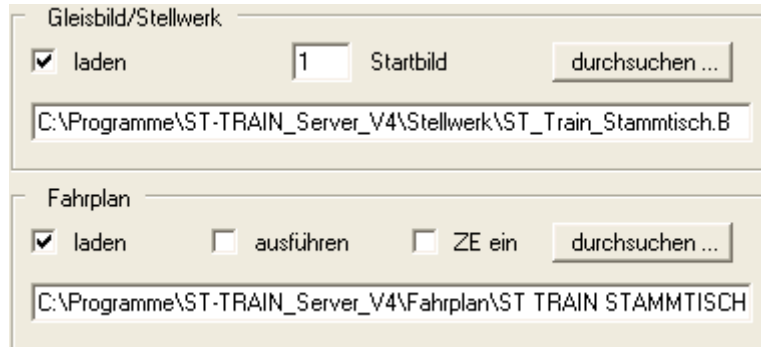 Gleisbild/Stellwerk
laden 1 Startbild durchsuchen ...
C:\Programme\ST-TRAIN_Server_V4\Stellwerk\ST_Train_Stammtisch.B
Fahrplan
laden ausführen ZE ein durchsuchen ...
C:\Programme\ST-TRAIN_Server_V4\Fahrplan\ST TRAIN STAMMTISCH